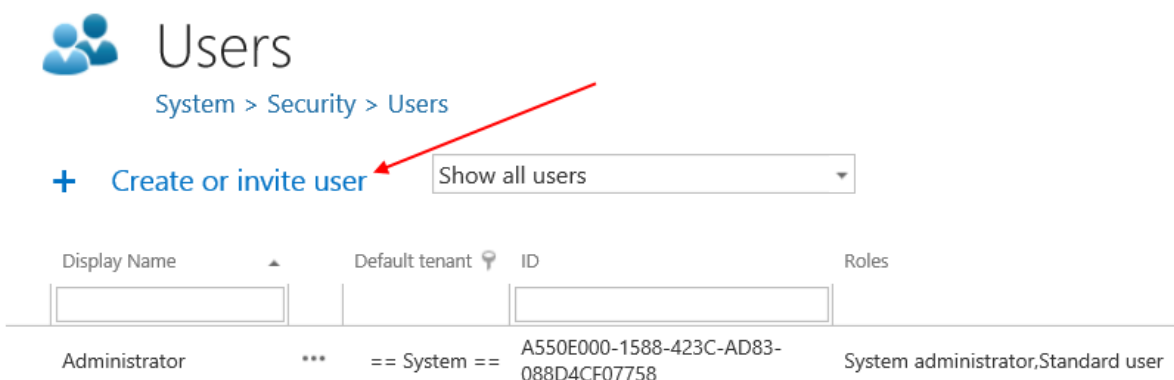 Users
System > Security > Users
+ Create or invite user
Show all users
Display Name Default tenant ID Roles
Administrator ••• == System == A550E000-1588-423C-AD83-
088D4CF07758 System administrator,Standard user